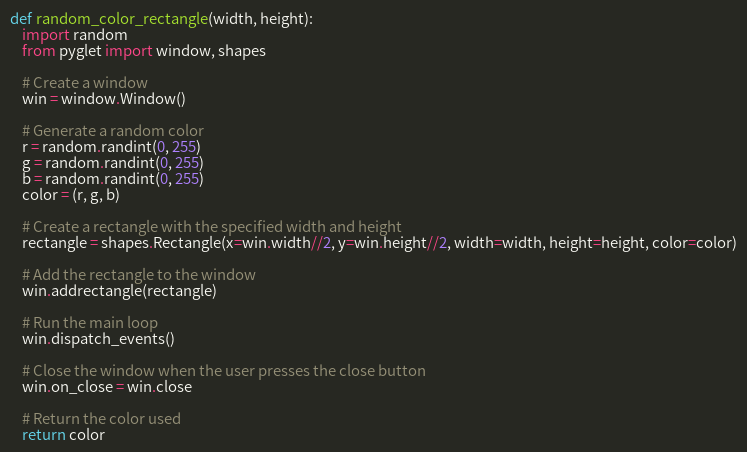 def random_color_rectangle(width, height):
import random
from pyglet import window, shapes
# Create a window
win = window.Window()
# Generate a random color
r = random.randint(0, 255)
g = random.randint(0, 255)
b = random.randint(0, 255)
color = (r, g, b)
# Create a rectangle with the specified width and height
rectangle = shapes.Rectangle(x=win.width//2, y=win.height//2, width=width, height=height, color=color)
# Add the rectangle to the window
win.addrectangle(rectangle)
# Run the main loop
win.dispatch_events()
# Close the window when the user presses the close button
win.on_close = win.close
# Return the color used
return color